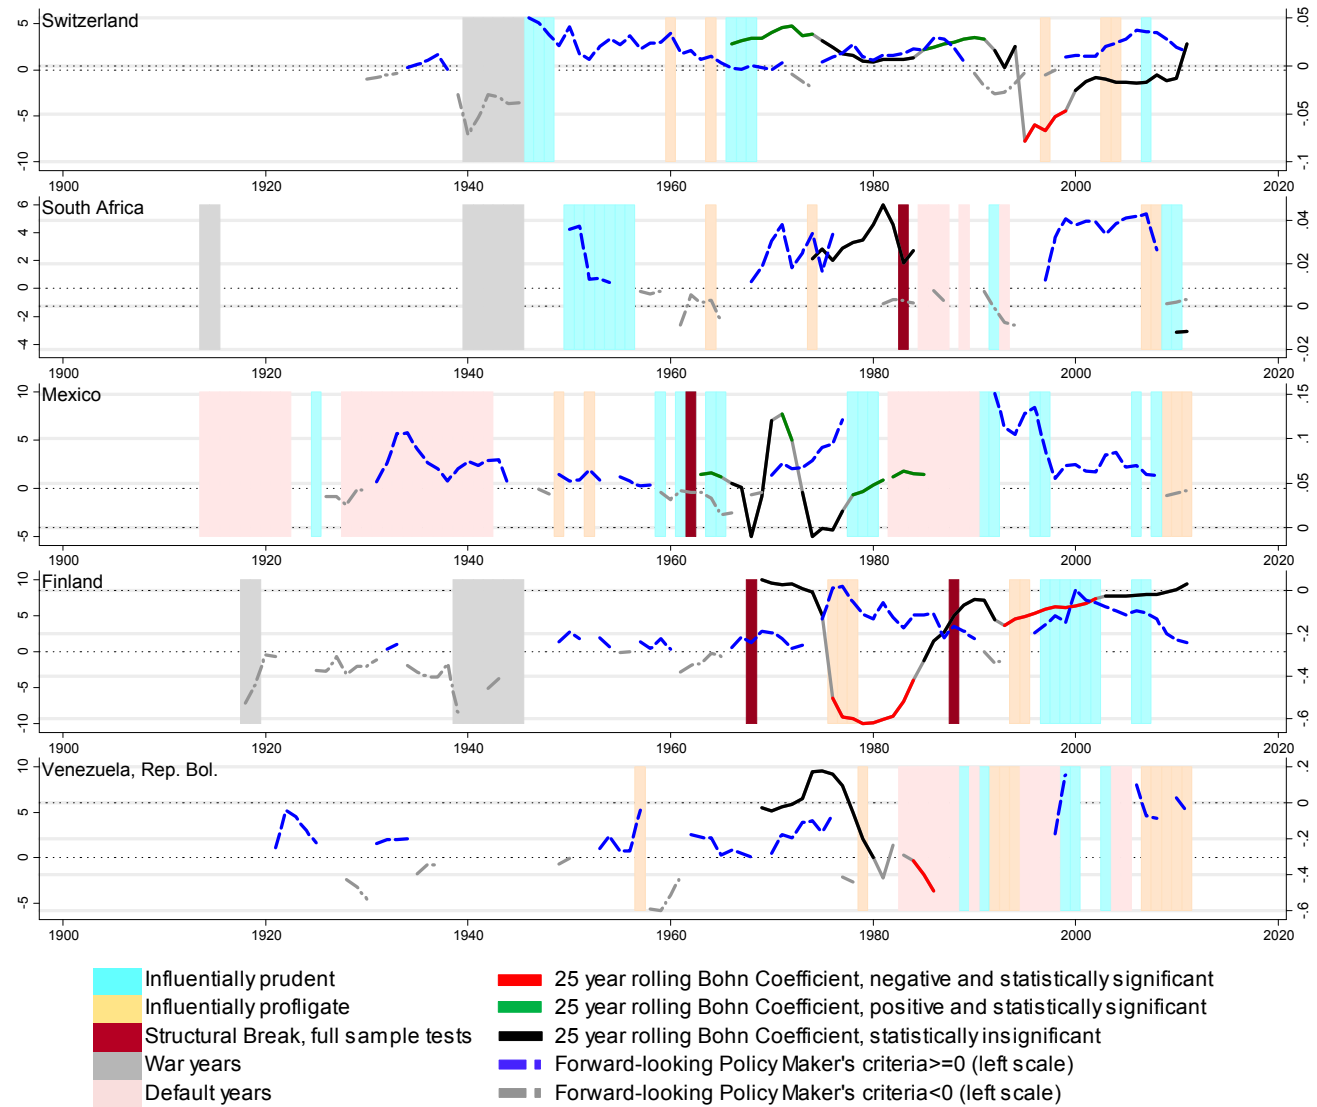 Switzerland
5
0
-5
-10
.05
0
-.05
-.1
1900 1920 1940 1960 1980 2000 2020
South Africa
6
4
2
0
-2
4
.04
.02
0
-.02
1900 1920 1940 1960 1980 2000 2020
Mexico
10
5
0
-5
.15
.1
.05
0
1900 1920 1940 1960 1980 2000 2020
Finland
10
5
0
-5
-10
0
-.2
-.4
-.6
1900 1920 1940 1960 1980 2000 2020
Venezuela, Rep. Bol.
5
0
-5
.2
0
-.2
-.4
-.6
1900 1920 1940 1960 1980 2000 2020
Influentially prudent
Influentially profligate
Structural Break, full sample tests
War years
Default years
25 year rolling Bohn Coefficient, negative and statistically significant
25 year rolling Bohn Coefficient, positive and statistically significant
25 year rolling Bohn Coefficient, statistically insignificant
Forward-looking Policy Maker's criteria>=0 (left scale)
Forward-looking Policy Maker's criteria<0 (left scale)